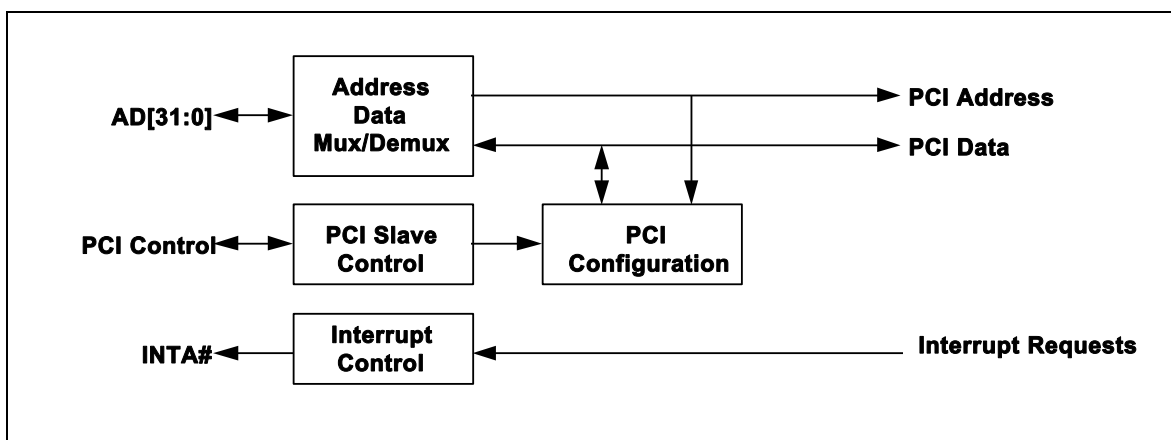 Address
Data
Mux/Demux
AD[31:0]
PCI Address
PCI Data
PCI Control
PCI Slave
Control
PCI
Configuration
INTA#
Interrupt
Control
Interrupt Requests